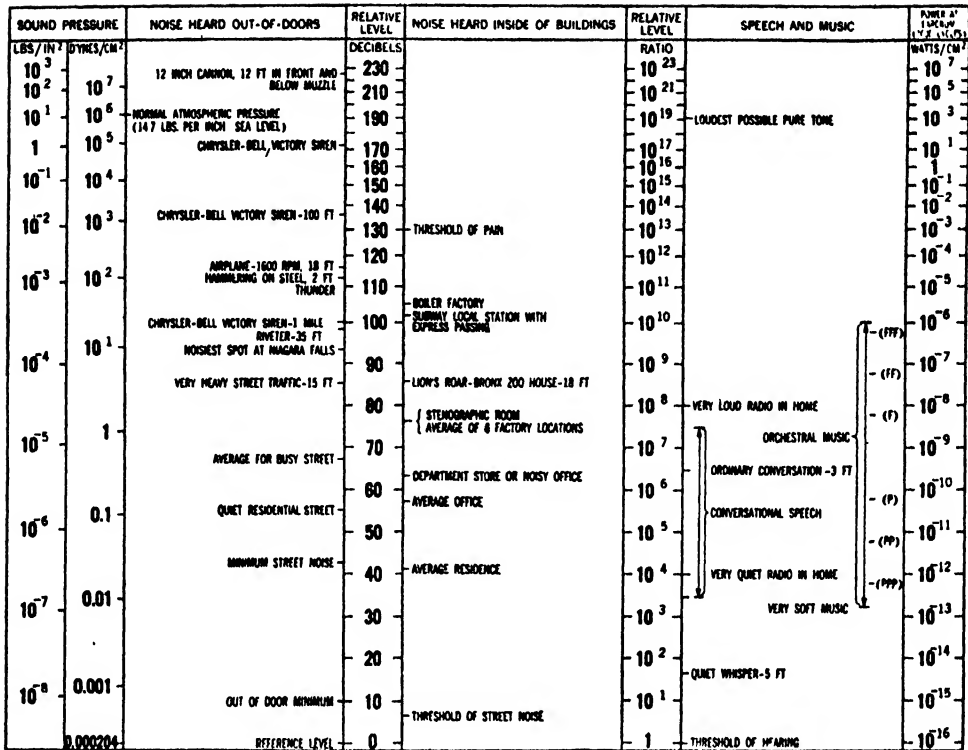 SOUND PRESSURE
LBS/IN²
10³
10²
10¹
1
10⁻¹
10⁻²
10⁻³
10⁻⁴
10⁻⁵
10⁻⁶
10⁻⁷
10⁻⁸
DYNES/CM²
10⁷
10⁶
10⁵
10⁴
10³
10²
10¹
1
0.1
0.01
0.001
0.000204
NOISE HEARD OUT-OF-DOORS
12 INCH CANNON, 12 FT IN FRONT AND
BELOW MUZZLE
NORMAL ATMOSPHERIC PRESSURE
(14.7 LBS. PER INCH SEA LEVEL)
CHRYSLER-BELL VICTORY SIREN
CHRYSLER-BELL VICTORY SIREN-100 FT
AIRPLANE-1600 RPM, 18 FT
HAMMERING ON STEEL, 2 FT
THUNDER
CHRYSLER-BELL VICTORY SIREN-1 MILE
RIVETER-35 FT
NOISIEST SPOT AT NIAGARA FALLS
VERY HEAVY STREET TRAFFIC-15 FT
AVERAGE FOR BUSY STREET
QUIET RESIDENTIAL STREET
MINIMUM STREET NOISE
OUT OF DOOR MINIMUM
REFERENCE LEVEL
RELATIVE
LEVEL
DECIBELS
230
210
190
170
160
150
140
130
120
110
100
90
80
70
60
50
40
30
20
10
0
NOISE HEARD INSIDE OF BUILDINGS
THRESHOLD OF PAIN
BOILER FACTORY
SUBWAY LOCAL STATION WITH
EXPRESS PASSING
LION'S ROAR-BRONX ZOO HOUSE-18 FT
STENOGRAPHIC ROOM
AVERAGE OF 6 FACTORY LOCATIONS
DEPARTMENT STORE OR NOISY OFFICE
AVERAGE OFFICE
AVERAGE RESIDENCE
THRESHOLD OF STREET NOISE
RELATIVE
LEVEL
RATIO
10²³
10²¹
10¹⁹
10¹⁷
10¹⁶
10¹⁵
10¹⁴
10¹³
10¹²
10¹¹
10¹⁰
10⁹
10⁸
10⁷
10⁶
10⁵
10⁴
10³
10²
10¹
1
SPEECH AND MUSIC
LOUDEST POSSIBLE PURE TONE
(FFF)
(FF)
VERY LOUD RADIO IN HOME
(F)
ORCHESTRAL MUSIC
ORDINARY CONVERSATION -3 FT
(P)
CONVERSATIONAL SPEECH
(PP)
VERY QUIET RADIO IN HOME
(PPP)
VERY SOFT MUSIC
QUIET WHISPER-5 FT
THRESHOLD OF HEARING
POWER AT
WATTS/CM²
10⁷
10⁵
10³
10¹
1
10⁻¹
10⁻²
10⁻³
10⁻⁴
10⁻⁵
10⁻⁶
10⁻⁷
10⁻⁸
10⁻⁹
10⁻¹⁰
10⁻¹¹
10⁻¹²
10⁻¹³
10⁻¹⁴
10⁻¹⁵
10⁻¹⁶